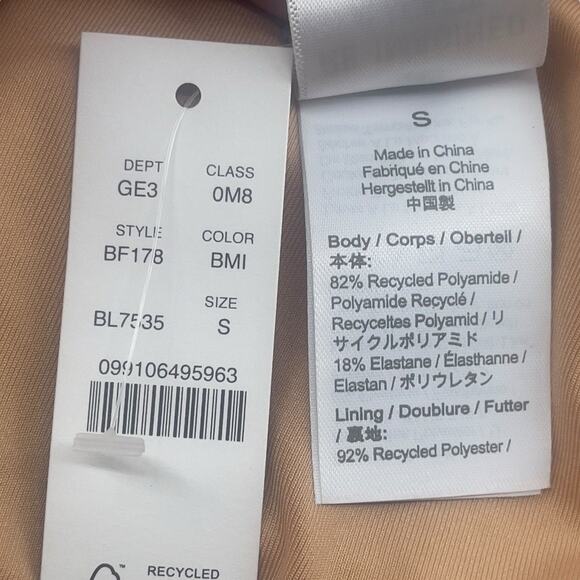 DEPT
CLASS
GE3
0M8
STYLE
COLOR
BF178
BMI
SIZE
BL7535
S
099106495963
RECYCLED
S
Made in China
Fabriqué en Chine
Hergestellt in China
中国製
Body / Corps / Oberteil /
本体:
82% Recycled Polyamide /
Polyamide Recyclé /
Recyceltes Polyamid / リ
サイクルポリアミド
18% Elastane / Élasthanne /
Elastan / ポリウレタン
Lining / Doublure / Futter
/ 裏地:
92% Recycled Polyester /